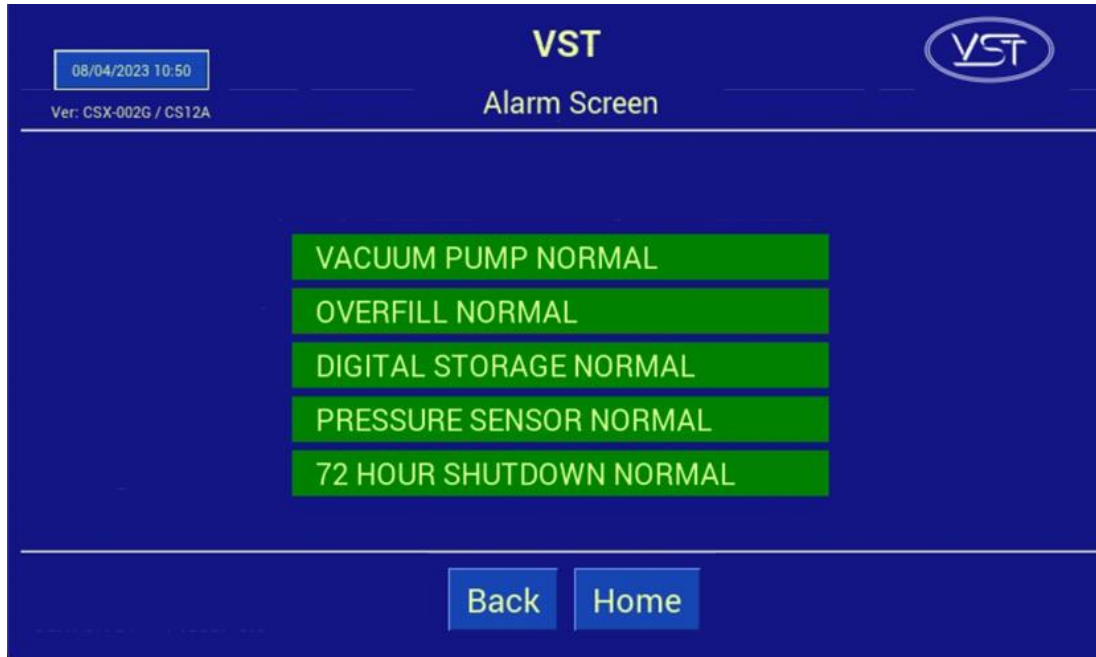 VST
08/04/2023 10:50
Ver: CSX-002G / CS12A
Alarm Screen
VST
VACUUM PUMP NORMAL
OVERFILL NORMAL
DIGITAL STORAGE NORMAL
PRESSURE SENSOR NORMAL
72 HOUR SHUTDOWN NORMAL
Back
Home